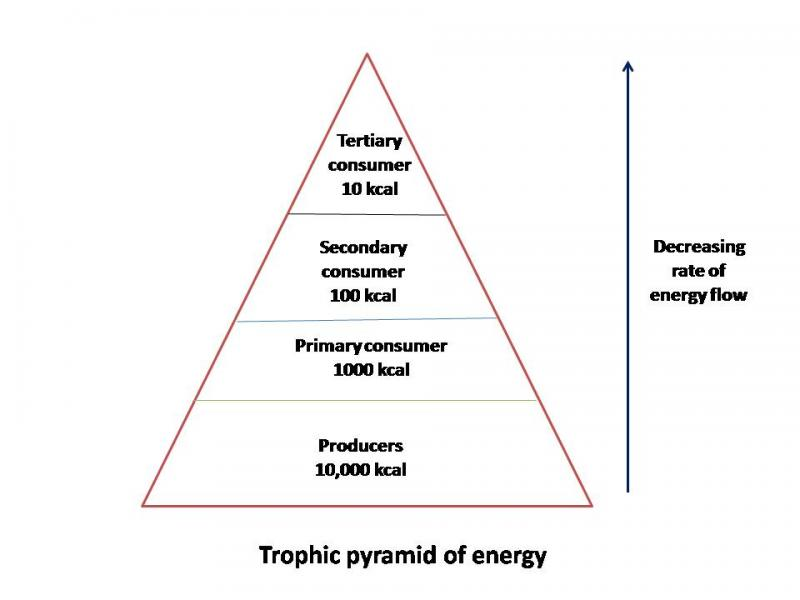 Tertiary
consumer
10 kcal
Secondary
consumer
100 kcal
Primary consumer
1000 kcal
Producers
10,000 kcal
Decreasing
rate of
energy flow
Trophic pyramid of energy